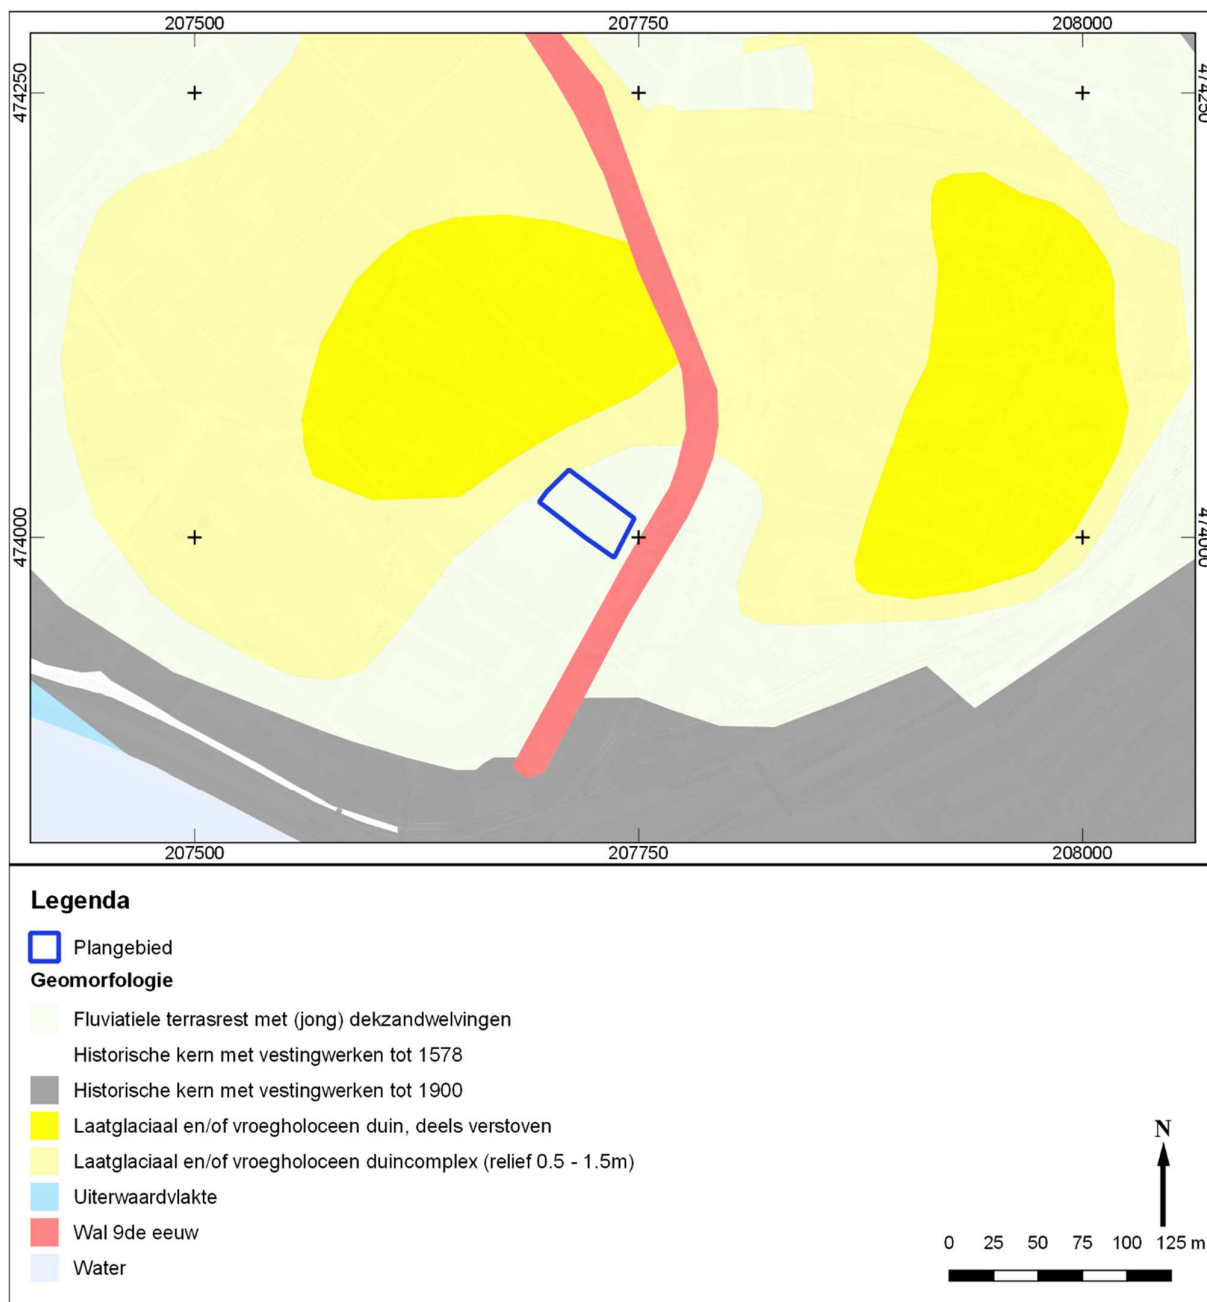 207500 207750 208000
474250 474250
474000 474000
207500 207750 208000
Legenda
Plangebied
Geomorfologie
Fluviatiele terrasrest met (jong) dekzandwelvingen
Historische kern met vestingwerken tot 1578
Historische kern met vestingwerken tot 1900
Laatglaciaal en/of vroegholoceen duin, deels verstoven
Laatglaciaal en/of vroegholoceen duincomplex (relief 0.5 - 1.5m)
Uiterwaardvlakte
Wal 9de eeuw
Water
N
0 25 50 75 100 125 m